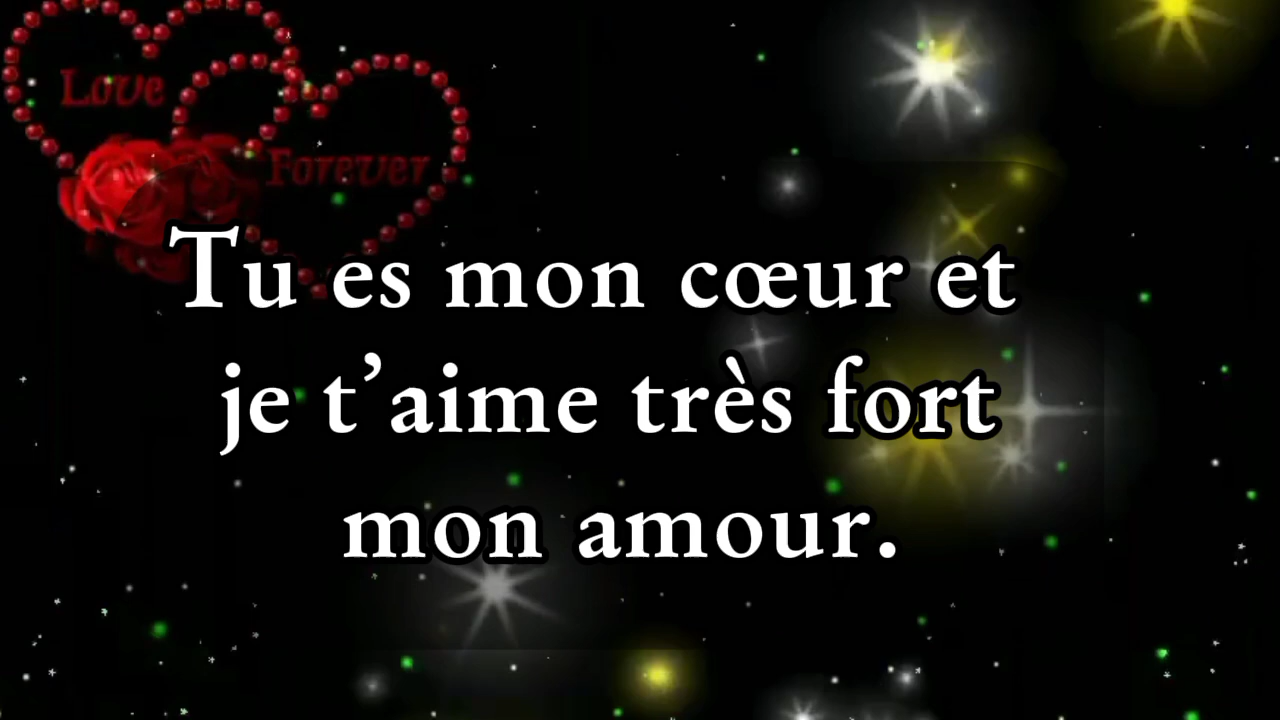 Love
Forever
Tu es mon cœur et
je t’aime très fort
mon amour.